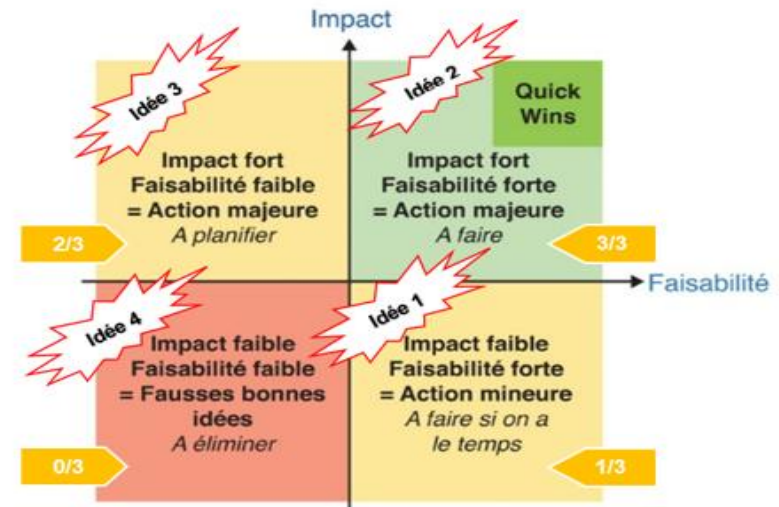 Impact
Idée 3
Idée 2
Quick
Wins
Impact fort
Faisabilité faible
= Action majeure
A planifier
Impact fort
Faisabilité forte
= Action majeure
A faire
2/3
3/3
Faisabilité
Idée 4
Idée 1
Impact faible
Faisabilité faible
= Fausses bonnes
idées
A éliminer
Impact faible
Faisabilité forte
= Action mineure
A faire si on a
le temps
0/3
1/3